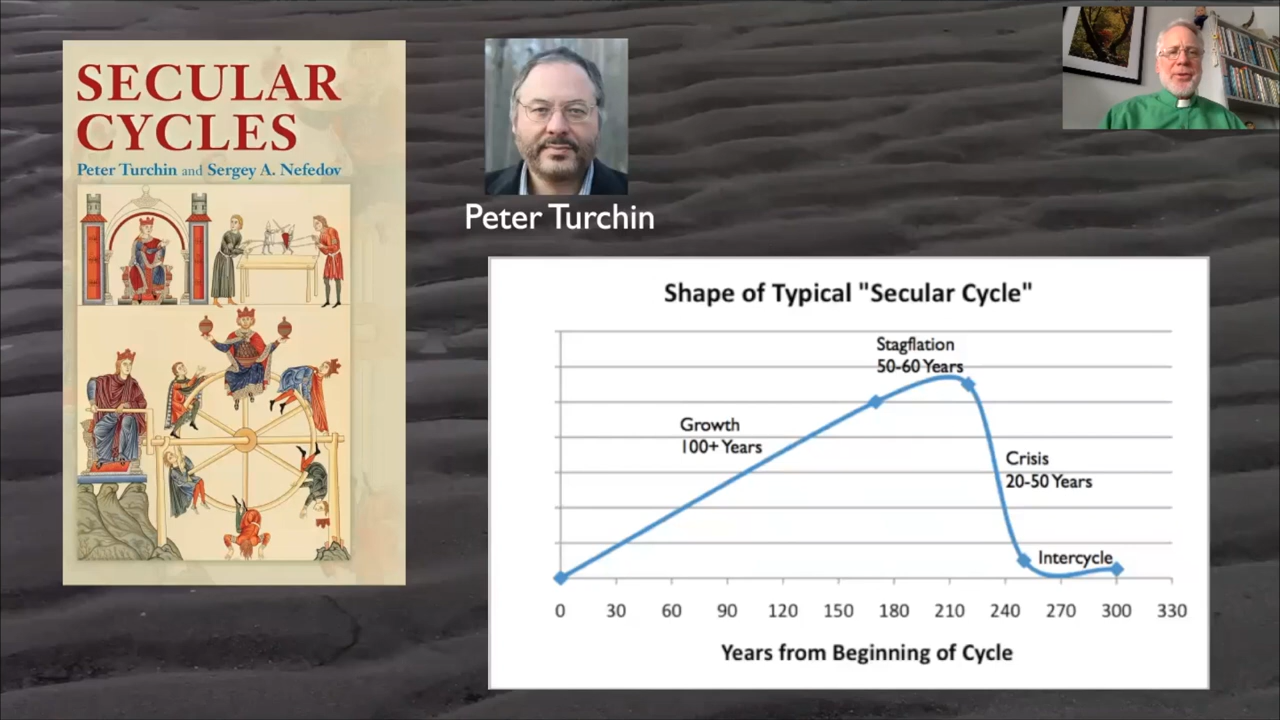 SECULAR
CYCLES
Peter Turchin and Sergey A. Nefedov
Peter Turchin
Shape of Typical "Secular Cycle"
Stagflation
50-60 Years
Growth
100+ Years
Crisis
20-50 Years
Intercycle
0 30 60 90 120 150 180 210 240 270 300 330
Years from Beginning of Cycle